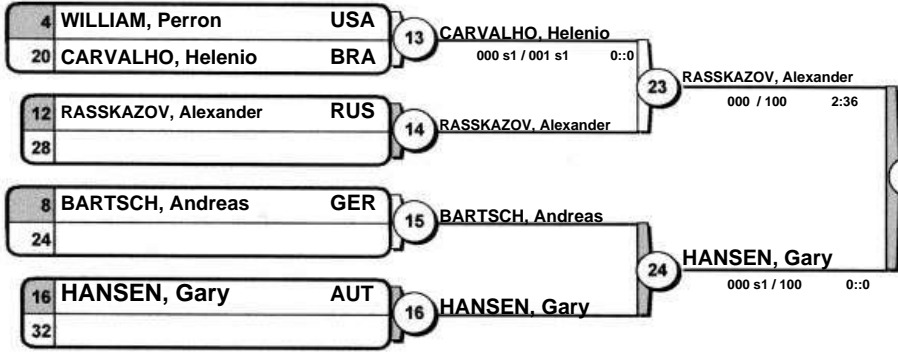 4 WILLIAM, Perron USA
20 CARVALHO, Helenio BRA
13
CARVALHO, Helenio
000 s1 / 001 s1 0::0
12 RASSKAZOV, Alexander RUS
28
14
RASSKAZOV, Alexander
23
RASSKAZOV, Alexander
000 / 100 2:36
8 BARTSCH, Andreas GER
24
15
BARTSCH, Andreas
16 HANSEN, Gary AUT
32
16
HANSEN, Gary
24
HANSEN, Gary
000 s1 / 100 0::0